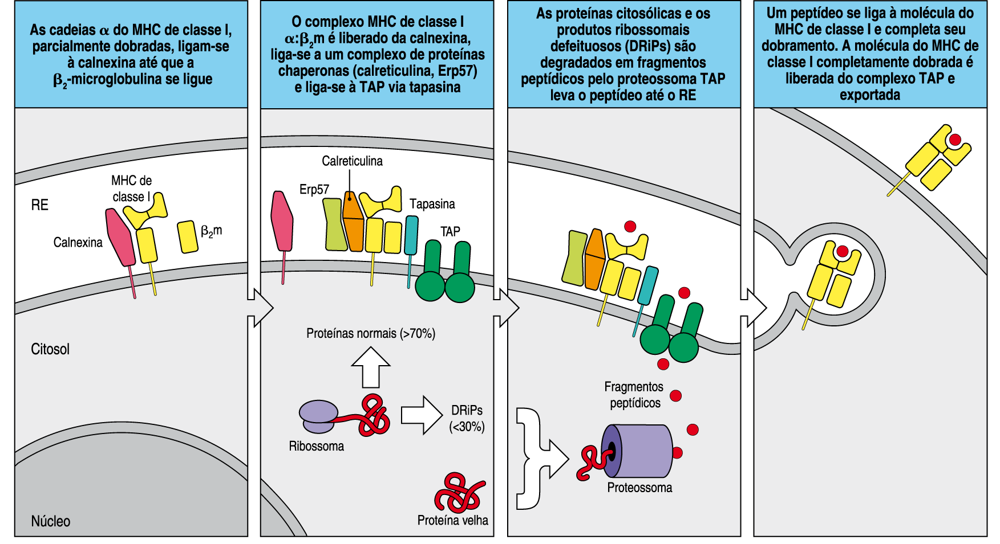 As cadeias α do MHC de classe I,
parcialmente dobradas, ligam-se
à calnexina até que a
β2-microglobulina se ligue
MHC de
classe I
RE
Calnexina
β2m
Citosol
Núcleo
O complexo MHC de classe I
α:β2m é liberado da calnexina,
liga-se a um complexo de proteínas
chaperonas (calreticulina, Erp57)
e liga-se à TAP via tapasina
Calreticulina
Erp57
Tapasina
TAP
Proteínas normais (>70%)
DRiPs
(<30%)
Ribossoma
Proteína velha
As proteínas citosólicas e os
produtos ribossomais
defeituosos (DRiPs) são
degradados em fragmentos
peptídicos pelo proteossoma TAP
leva o peptídeo até o RE
Fragmentos
peptídicos
Proteossoma
Um peptídeo se liga à molécula do
MHC de classe I e completa seu
dobramento. A molécula do MHC de
classe I completamente dobrada é
liberada do complexo TAP e
exportada